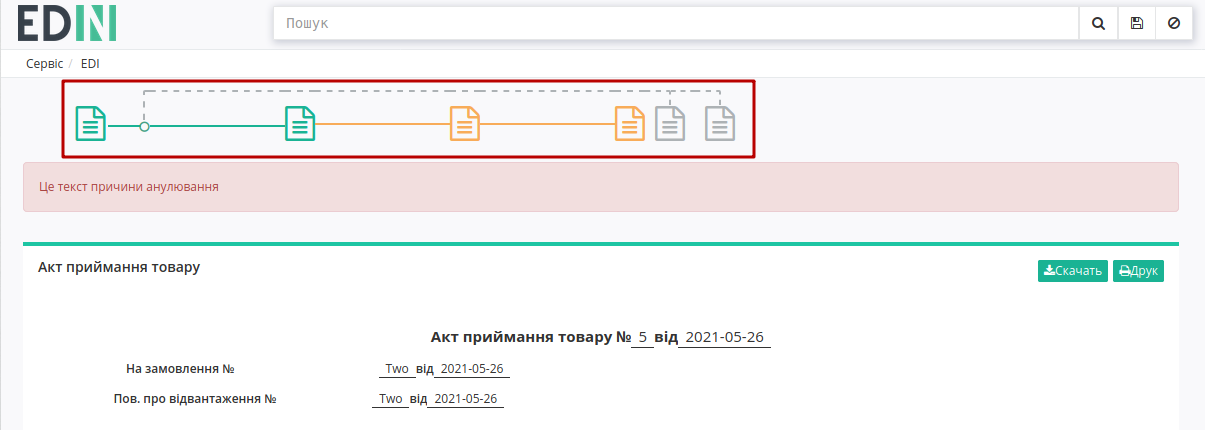 EDIN
Пошук
Сервіс / EDI
Це текст причини анулювання
Акт приймання товару
Скачать Друк
Акт приймання товару № 5 від 2021-05-26
На замовлення № Two від 2021-05-26
Пов. про відвантаження № Two від 2021-05-26